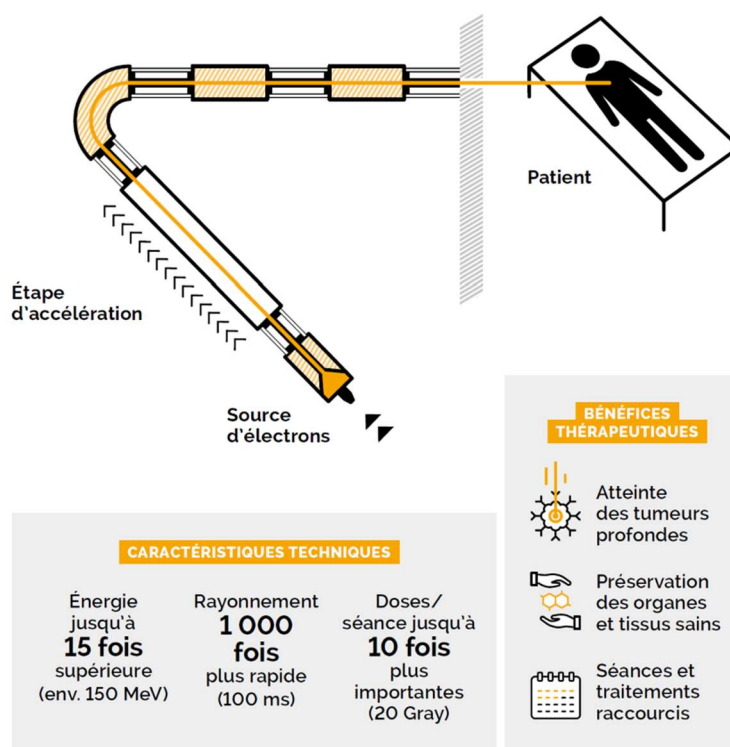 Patient
Étape
d'accélération
Source
d'électrons
CARACTÉRISTIQUES TECHNIQUES
Énergie
jusqu'à
15 fois
supérieure
(env. 150 MeV)
Rayonnement
1 000
fois
plus rapide
(100 ms)
Doses/
séance jusqu'à
10 fois
plus
importantes
(20 Gray)
BÉNÉFICES
THÉRAPEUTIQUES
Atteinte
des tumeurs
profondes
Préservation
des organes
et tissus sains
Séances et
traitements
raccourcis